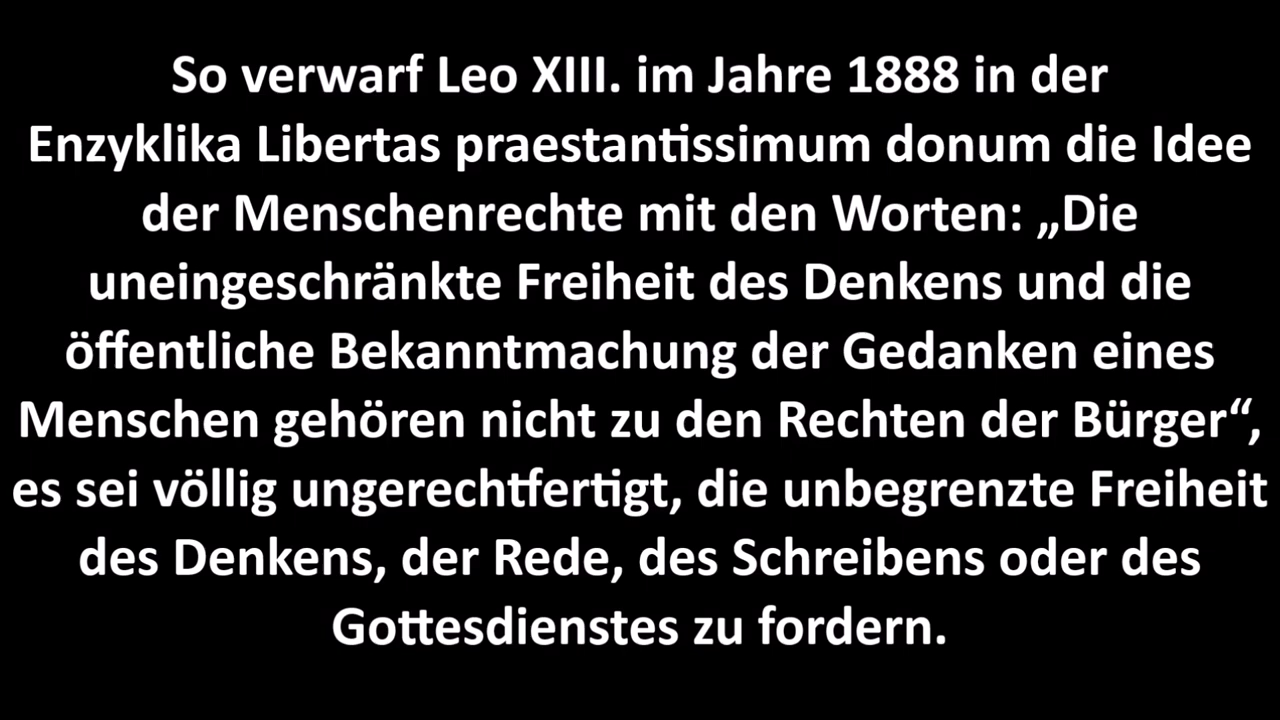 So verwarf Leo XIII. im Jahre 1888 in der
Enzyklika Libertas praestantissimum donum die Idee
der Menschenrechte mit den Worten: „Die
uneingeschränkte Freiheit des Denkens und die
öffentliche Bekanntmachung der Gedanken eines
Menschen gehören nicht zu den Rechten der Bürger“,
es sei völlig ungerechtfertigt, die unbegrenzte Freiheit
des Denkens, der Rede, des Schreibens oder des
Gottesdienstes zu fordern.